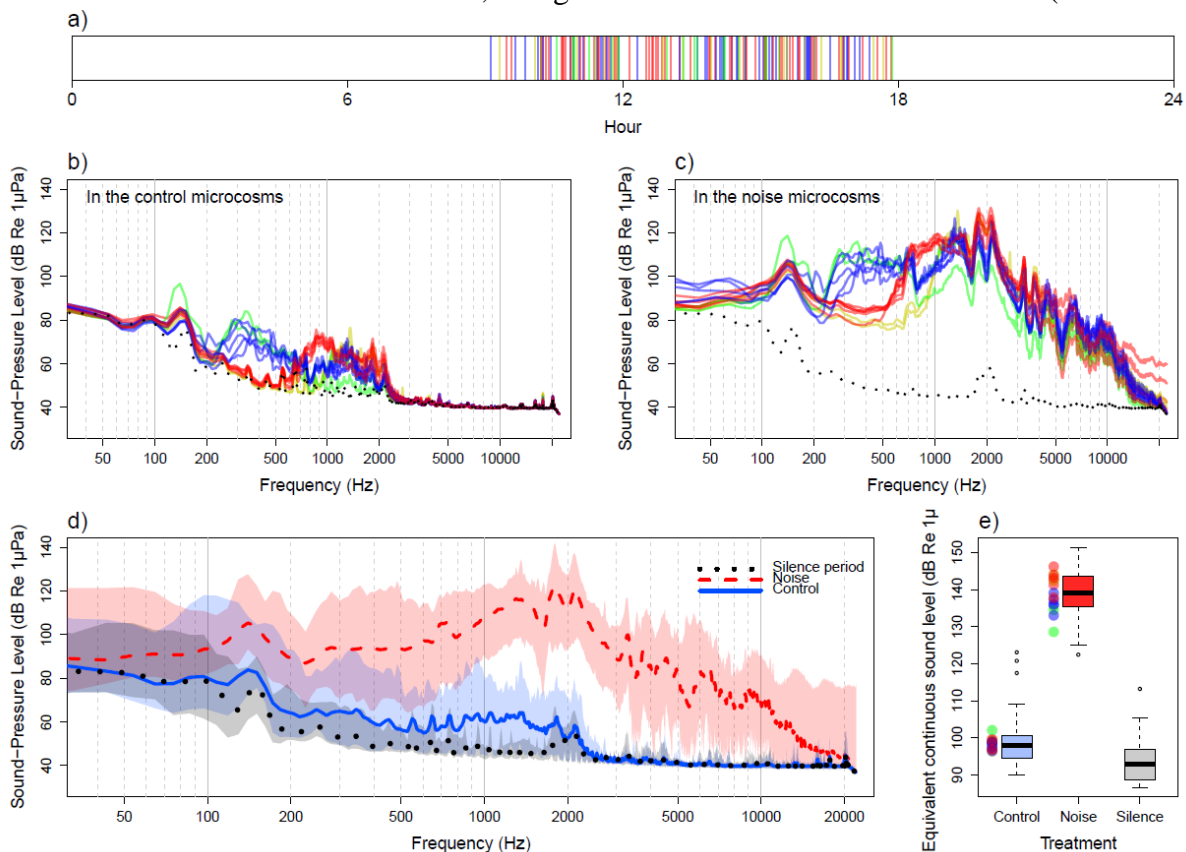 a)
0 6 12 18 24
Hour
b)
In the control microcosms
Sound−Pressure Level (dB Re 1µPa)
40 60 80 100 120 140
50 100 200 500 1000 2000 5000 10000
Frequency (Hz)
c)
In the noise microcosms
Sound−Pressure Level (dB Re 1µPa)
40 60 80 100 120 140
50 100 200 500 1000 2000 5000 10000
Frequency (Hz)
d)
Silence period
Noise
Control
Sound−Pressure Level (dB Re 1µPa)
40 60 80 100 120 140
50 100 200 500 1000 2000 5000 10000 20000
Frequency (Hz)
e)
Equivalent continuous sound level (dB Re 1µ
90 100 110 120 130 140 150
Control Noise Silence
Treatment